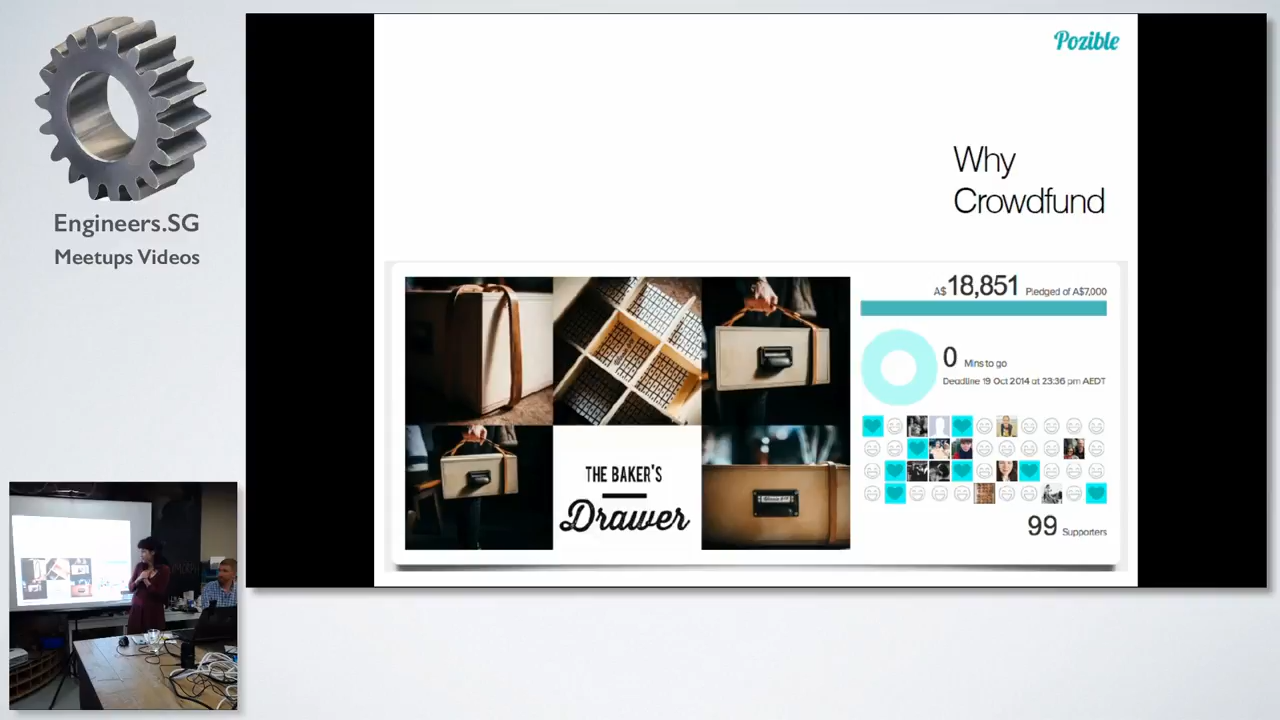 Engineers.SG
Meetups Videos
Pozible
Why
Crowdfund
THE BAKER'S
Drawer
A$ 18,851 Pledged of A$7,000
0 Mins to go
Deadline 19 Oct 2014 at 23:36 pm AEDT
99 Supporters